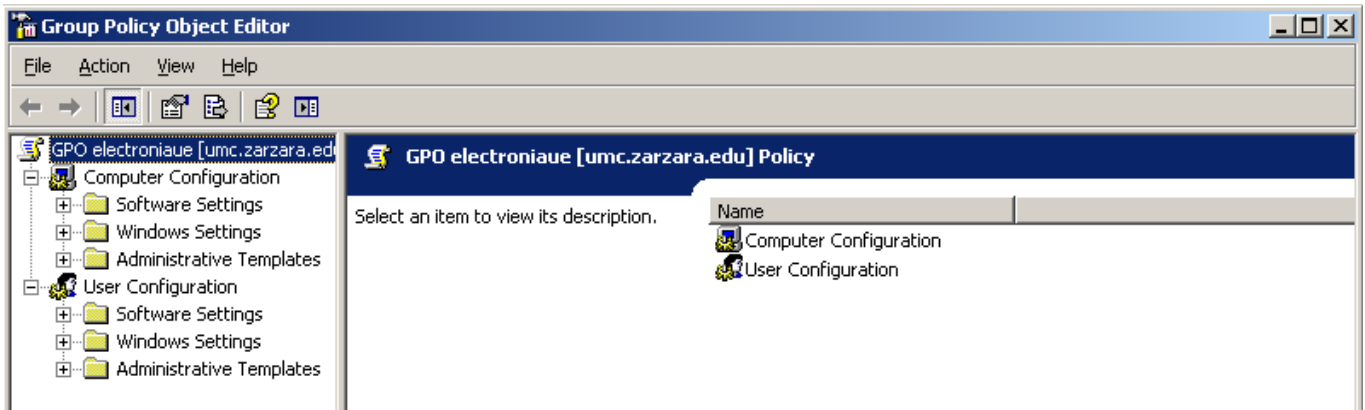 Group Policy Object Editor
File Action View Help
GPO electroniaue [umc.zarzara.edu
Computer Configuration
Software Settings
Windows Settings
Administrative Templates
User Configuration
Software Settings
Windows Settings
Administrative Templates
GPO electroniaue [umc.zarzara.edu] Policy
Select an item to view its description.
Name
Computer Configuration
User Configuration